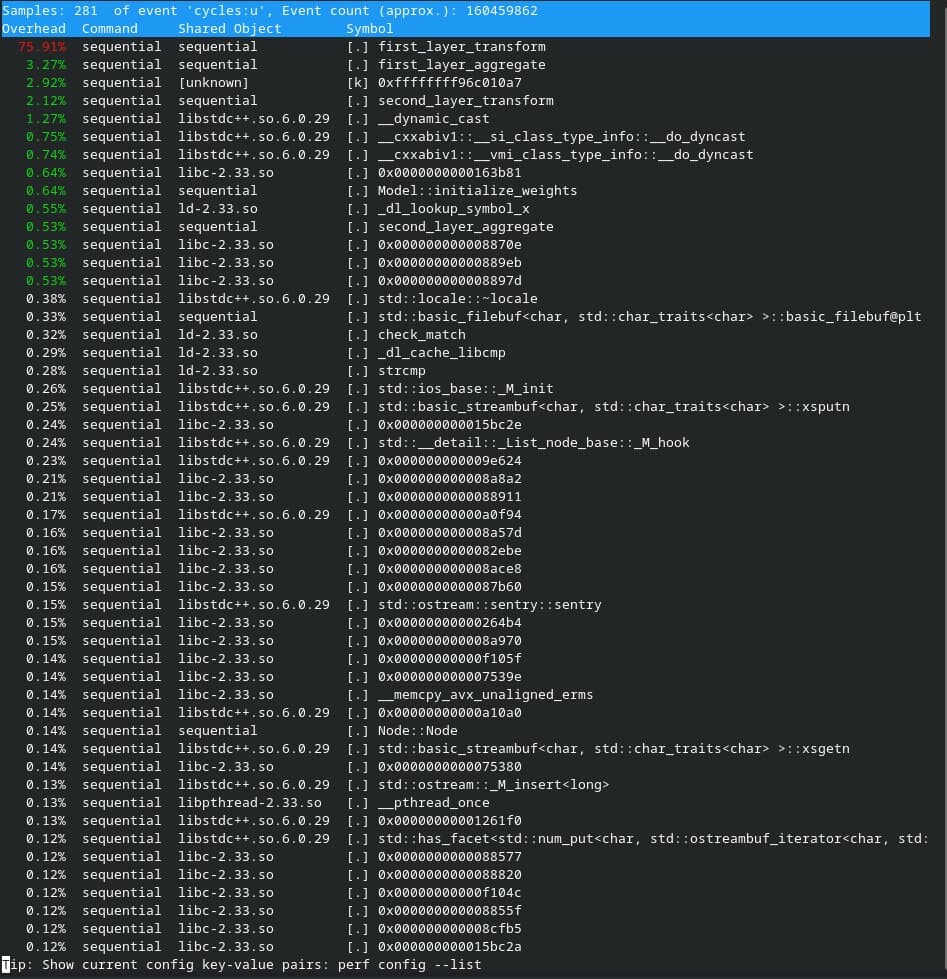 Samples: 281  of event 'cycles:u', Event count (approx.): 160459862
Overhead  Command     Shared Object        Symbol
  75.91%  sequential  sequential           [.] first_layer_transform
   3.27%  sequential  sequential           [.] first_layer_aggregate
   2.92%  sequential  [unknown]            [k] 0xffffffff96c010a7
   2.12%  sequential  sequential           [.] second_layer_transform
   1.27%  sequential  libstdc++.so.6.0.29  [.] __dynamic_cast
   0.75%  sequential  libstdc++.so.6.0.29  [.] __cxxabiv1::__si_class_type_info::__do_dyncast
   0.74%  sequential  libstdc++.so.6.0.29  [.] __cxxabiv1::__vmi_class_type_info::__do_dyncast
   0.64%  sequential  libc-2.33.so         [.] 0x0000000000163b81
   0.64%  sequential  sequential           [.] Model::initialize_weights
   0.55%  sequential  ld-2.33.so           [.] _dl_lookup_symbol_x
   0.53%  sequential  sequential           [.] second_layer_aggregate
   0.53%  sequential  libc-2.33.so         [.] 0x000000000008870e
   0.53%  sequential  libc-2.33.so         [.] 0x00000000000889eb
   0.53%  sequential  libc-2.33.so         [.] 0x000000000008897d
   0.38%  sequential  libstdc++.so.6.0.29  [.] std::locale::~locale
   0.33%  sequential  sequential           [.] std::basic_filebuf<char, std::char_traits<char> >::basic_filebuf@plt
   0.32%  sequential  ld-2.33.so           [.] check_match
   0.29%  sequential  ld-2.33.so           [.] _dl_cache_libcmp
   0.28%  sequential  ld-2.33.so           [.] strcmp
   0.26%  sequential  libstdc++.so.6.0.29  [.] std::ios_base::_M_init
   0.25%  sequential  libstdc++.so.6.0.29  [.] std::basic_streambuf<char, std::char_traits<char> >::xsputn
   0.24%  sequential  libc-2.33.so         [.] 0x000000000015bc2e
   0.24%  sequential  libstdc++.so.6.0.29  [.] std::__detail::_List_node_base::_M_hook
   0.23%  sequential  libstdc++.so.6.0.29  [.] 0x000000000009e624
   0.21%  sequential  libc-2.33.so         [.] 0x000000000008a8a2
   0.21%  sequential  libc-2.33.so         [.] 0x0000000000088911
   0.17%  sequential  libstdc++.so.6.0.29  [.] 0x00000000000a0f94
   0.16%  sequential  libc-2.33.so         [.] 0x000000000008a57d
   0.16%  sequential  libc-2.33.so         [.] 0x0000000000082ebe
   0.16%  sequential  libc-2.33.so         [.] 0x000000000008ace8
   0.15%  sequential  libc-2.33.so         [.] 0x0000000000087b60
   0.15%  sequential  libstdc++.so.6.0.29  [.] std::ostream::sentry::sentry
   0.15%  sequential  libc-2.33.so         [.] 0x00000000000264b4
   0.15%  sequential  libc-2.33.so         [.] 0x000000000008a970
   0.14%  sequential  libc-2.33.so         [.] 0x00000000000f105f
   0.14%  sequential  libc-2.33.so         [.] 0x000000000007539e
   0.14%  sequential  libc-2.33.so         [.] __memcpy_avx_unaligned_erms
   0.14%  sequential  libstdc++.so.6.0.29  [.] 0x00000000000a10a0
   0.14%  sequential  sequential           [.] Node::Node
   0.14%  sequential  libstdc++.so.6.0.29  [.] std::basic_streambuf<char, std::char_traits<char> >::xsgetn
   0.14%  sequential  libc-2.33.so         [.] 0x0000000000075380
   0.13%  sequential  libstdc++.so.6.0.29  [.] std::ostream::_M_insert<long>
   0.13%  sequential  libpthread-2.33.so   [.] __pthread_once
   0.13%  sequential  libstdc++.so.6.0.29  [.] 0x00000000001261f0
   0.12%  sequential  libstdc++.so.6.0.29  [.] std::has_facet<std::num_put<char, std::ostreambuf_iterator<char, std:
   0.12%  sequential  libc-2.33.so         [.] 0x0000000000088577
   0.12%  sequential  libc-2.33.so         [.] 0x0000000000088820
   0.12%  sequential  libc-2.33.so         [.] 0x00000000000f104c
   0.12%  sequential  libc-2.33.so         [.] 0x000000000008855f
   0.12%  sequential  libc-2.33.so         [.] 0x000000000008cfb5
   0.12%  sequential  libc-2.33.so         [.] 0x000000000015bc2a
Tip: Show current config key-value pairs: perf config --list